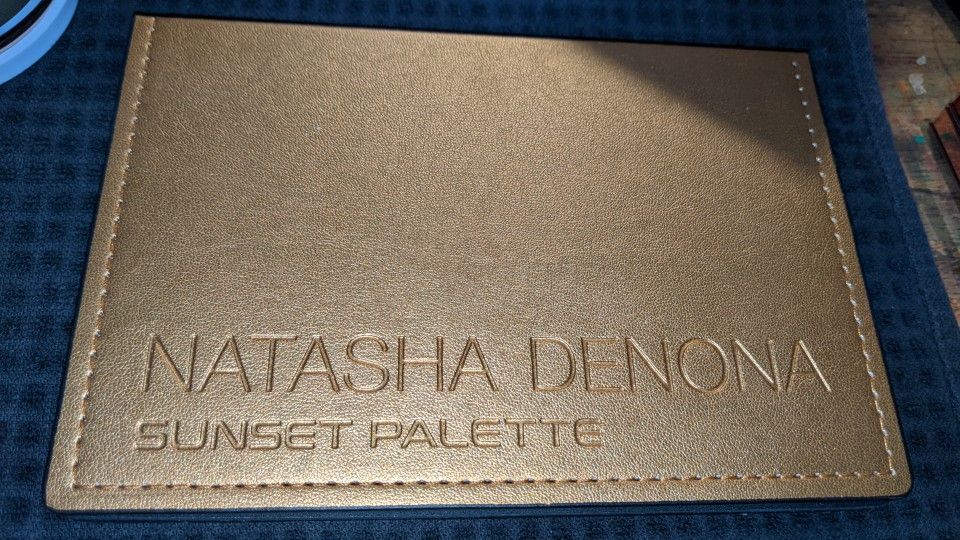 NATASHA DENONA
SUNSET PALETTE